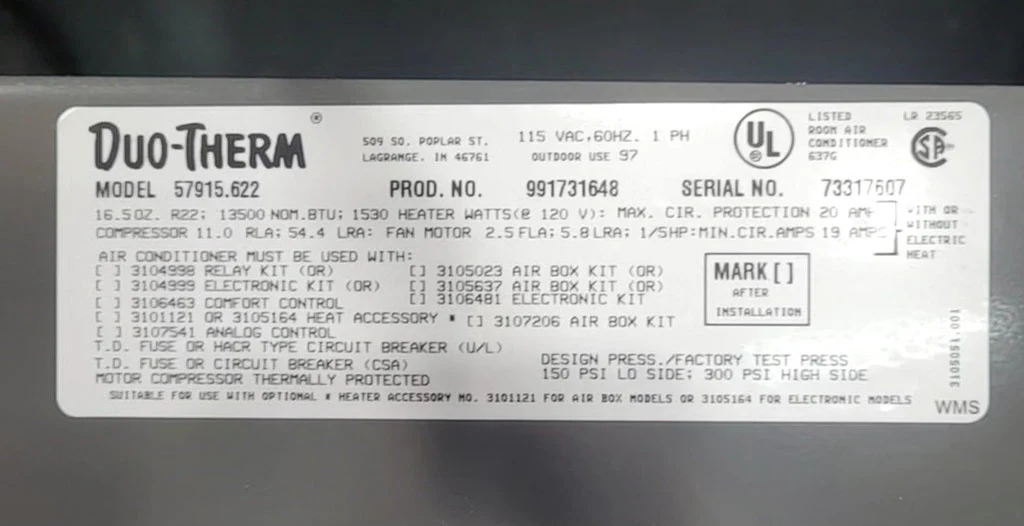 DUO-THERM®
509 SO. POPLAR ST.
LAGRANGE. IN 46761
115 VAC,60HZ. 1 PH
OUTDOOR USE 97
UL
LISTED
ROOM AIR
CONDITIONER
637G
LR 23565
SA
MODEL 57915.622 PROD. NO. 991731648 SERIAL NO. 73317607
16.5OZ. R22; 13500 NOM.BTU; 1530 HEATER WATTS(@ 120 V): MAX. CIR. PROTECTION 20 AMP
COMPRESSOR 11.0 RLA; 54.4 LRA: FAN MOTOR 2.5FLA; 5.8LRA; 1/5HP:MIN.CIR.AMPS 19 AMPS
WITH OR
WITHOUT
ELECTRIC
HEAT
AIR CONDITIONER MUST BE USED WITH:
[ ] 3104998 RELAY KIT (OR) [] 3105023 AIR BOX KIT (OR)
[ ] 3104999 ELECTRONIC KIT (OR) [] 3105637 AIR BOX KIT (OR)
[ ] 3106463 COMFORT CONTROL [] 3106481 ELECTRONIC KIT
[ ] 3101121 OR 3105164 HEAT ACCESSORY * [] 3107206 AIR BOX KIT
[ ] 3107541 ANALOG CONTROL
MARK []
AFTER
INSTALLATION
T.D. FUSE OR HACR TYPE CIRCUIT BREAKER (U/L)
T.D. FUSE OR CIRCUIT BREAKER (CSA)
MOTOR COMPRESSOR THERMALLY PROTECTED
DESIGN PRESS./FACTORY TEST PRESS
150 PSI LO SIDE; 300 PSI HIGH SIDE
SUITABLE FOR USE WITH OPTIONAL * HEATER ACCESSORY NO. 3101121 FOR AIR BOX MODELS OR 3105164 FOR ELECTRONIC MODELS
3105051.001
WMS